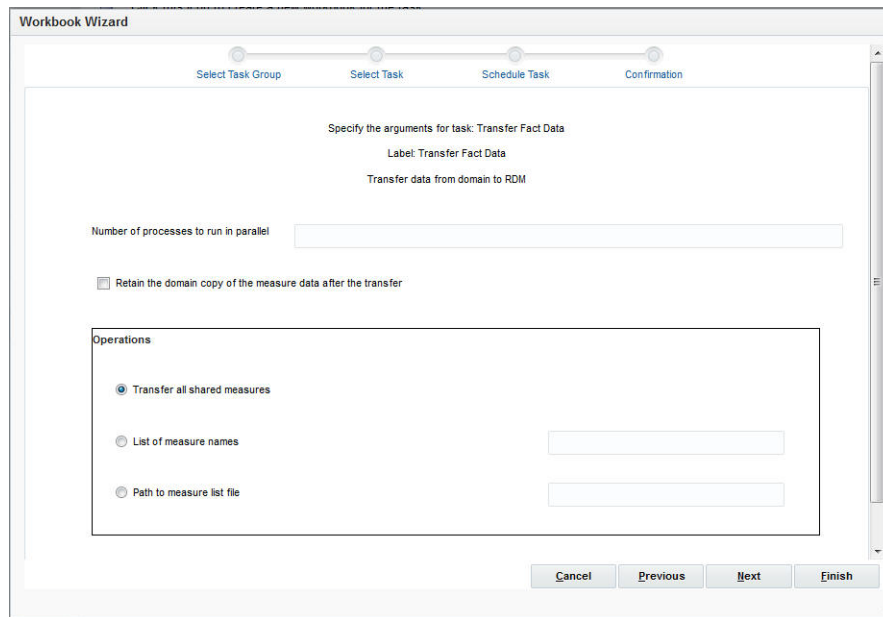 Workbook Wizard
Select Task Group Select Task Schedule Task Confirmation
Specify the arguments for task: Transfer Fact Data
Label: Transfer Fact Data
Transfer data from domain to RDM
Number of processes to run in parallel
Retain the domain copy of the measure data after the transfer
Operations
Transfer all shared measures
List of measure names
Path to measure list file
Cancel Previous Next Finish